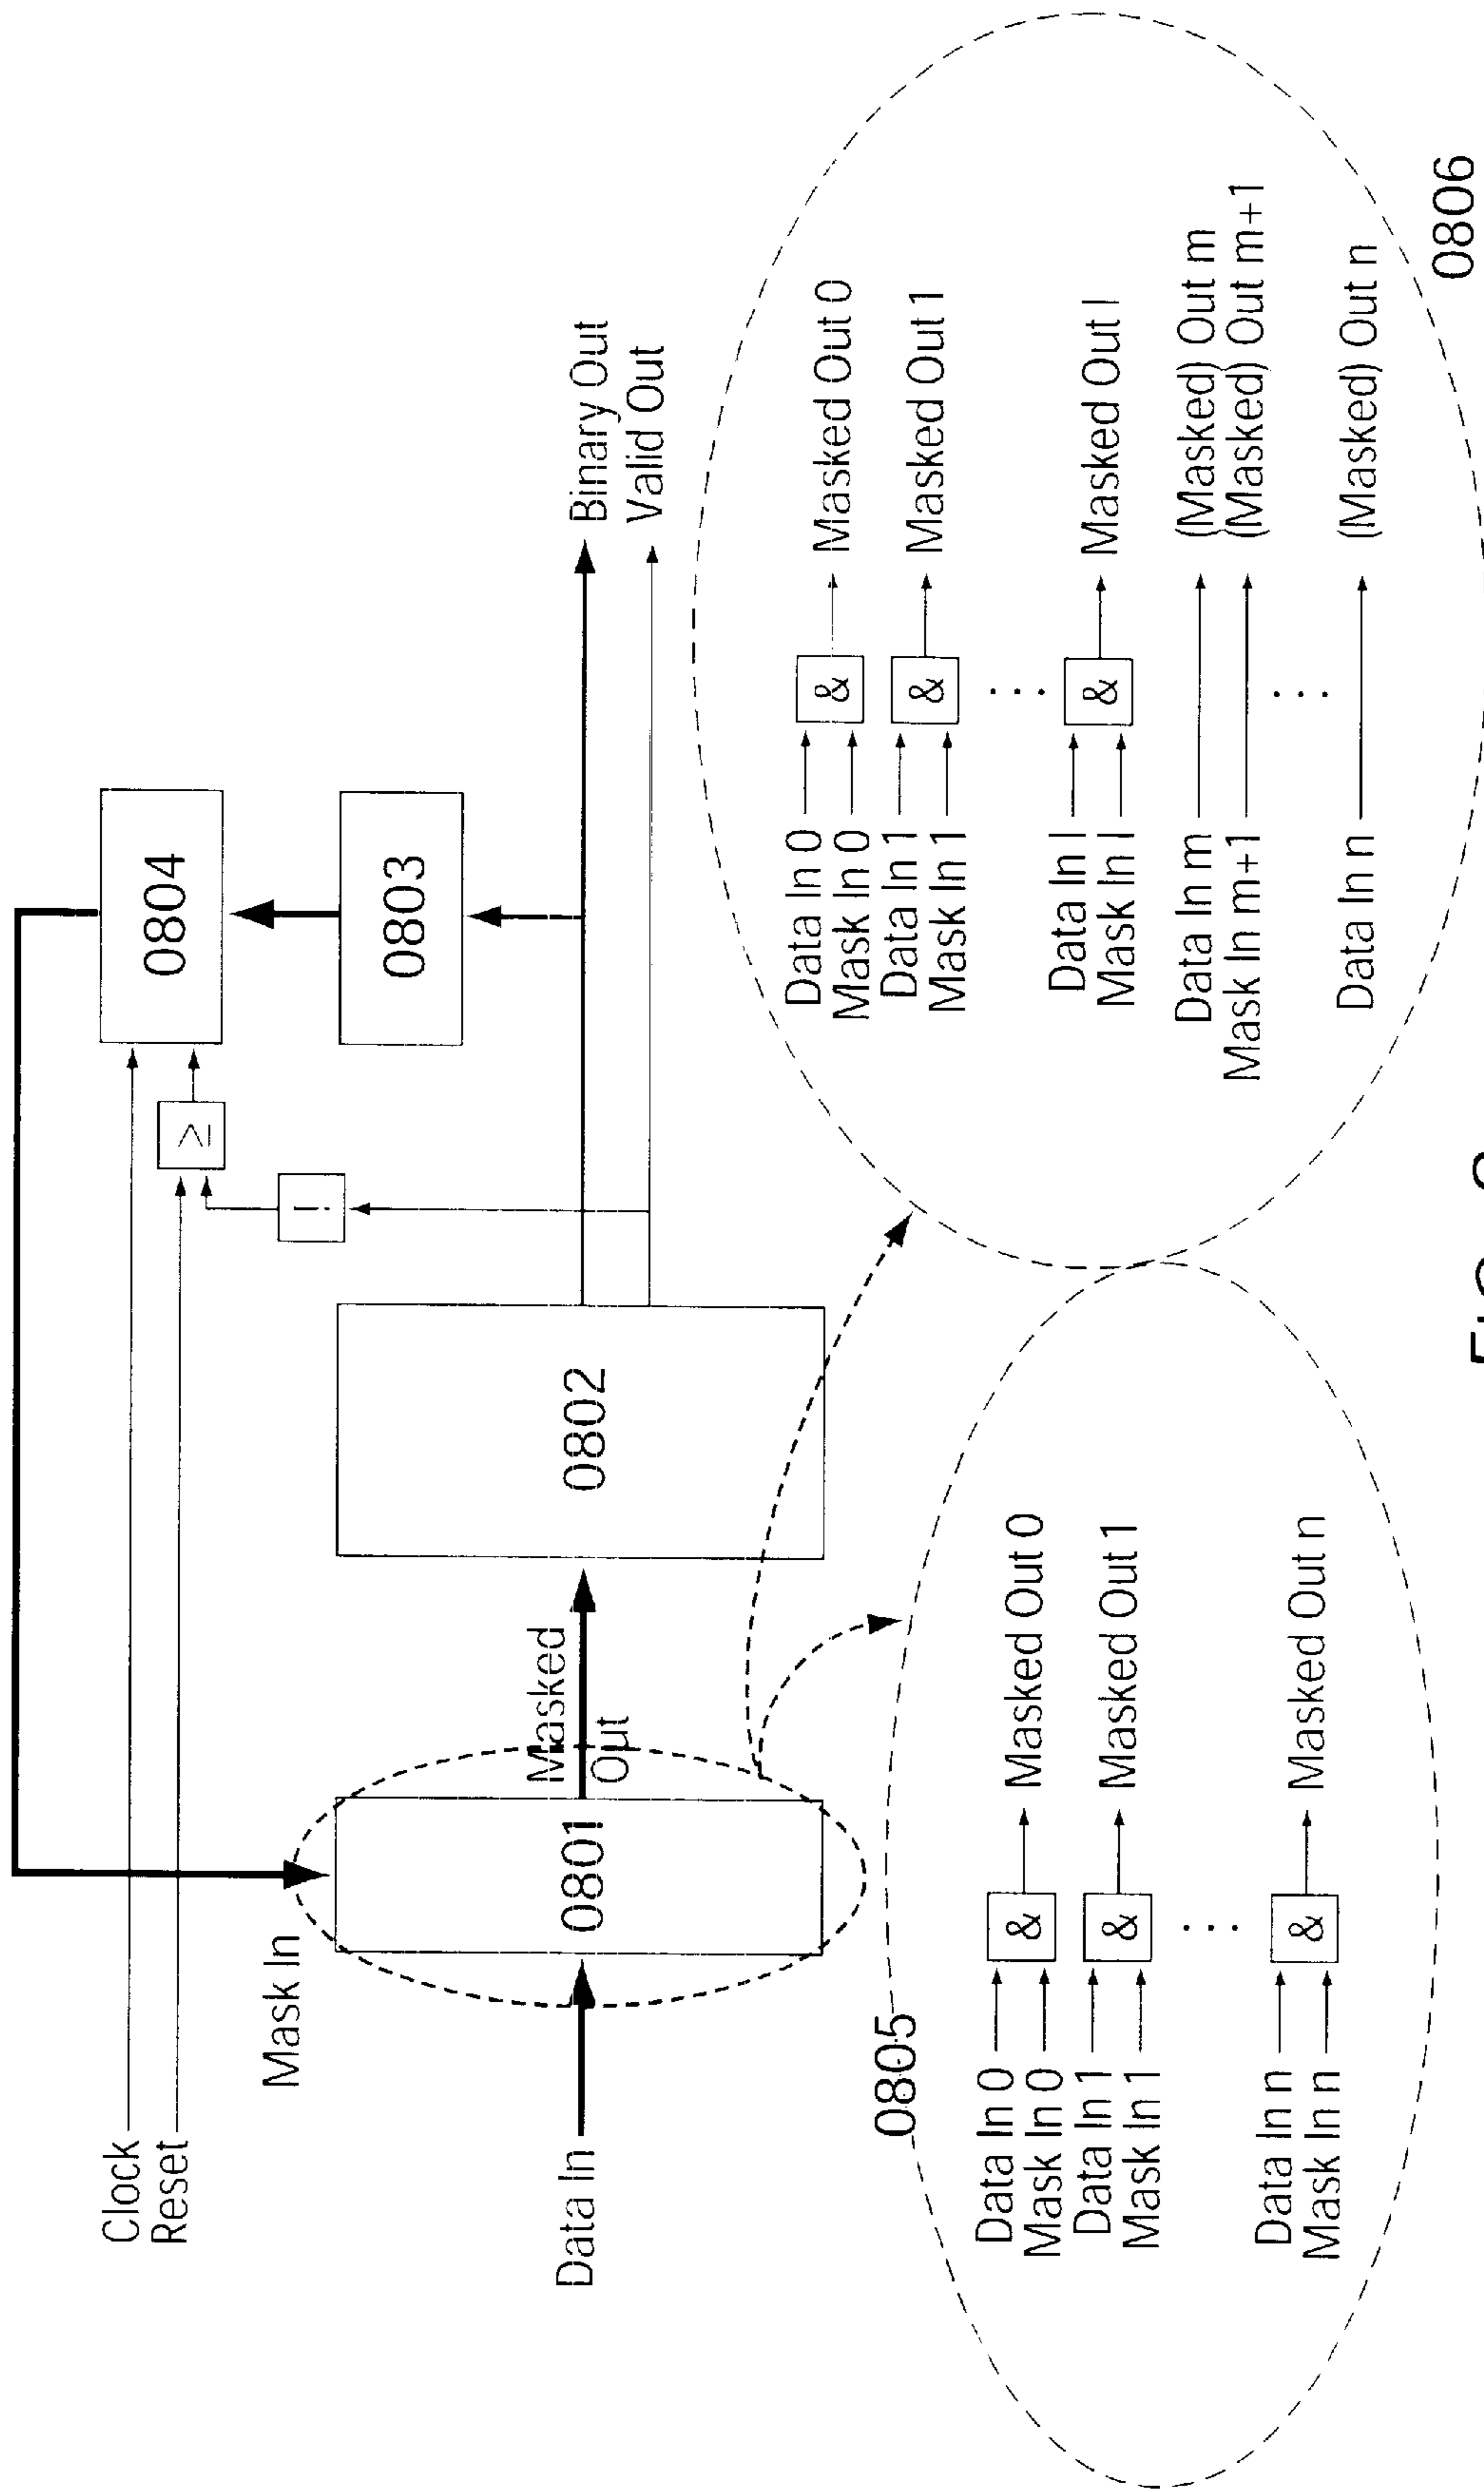 Clock
Reset
Mask In
Data In
0801
Masked
Out
0802
!
≥
0804
0803
Binary Out
Valid Out
0805
Data In 0
Mask In 0
Data In 1
Mask In 1
Data In n
Mask In n
&
&
⋮
&
Masked Out 0
Masked Out 1
Masked Out n
Data In 0
Mask In 0
Data In 1
Mask In 1
Data In l
Mask In l
Data In m
Mask In m+1
Data In n
&
&
⋮
&
⋮
Masked Out 0
Masked Out 1
Masked Out l
(Masked) Out m
(Masked) Out m+1
(Masked) Out n
0806